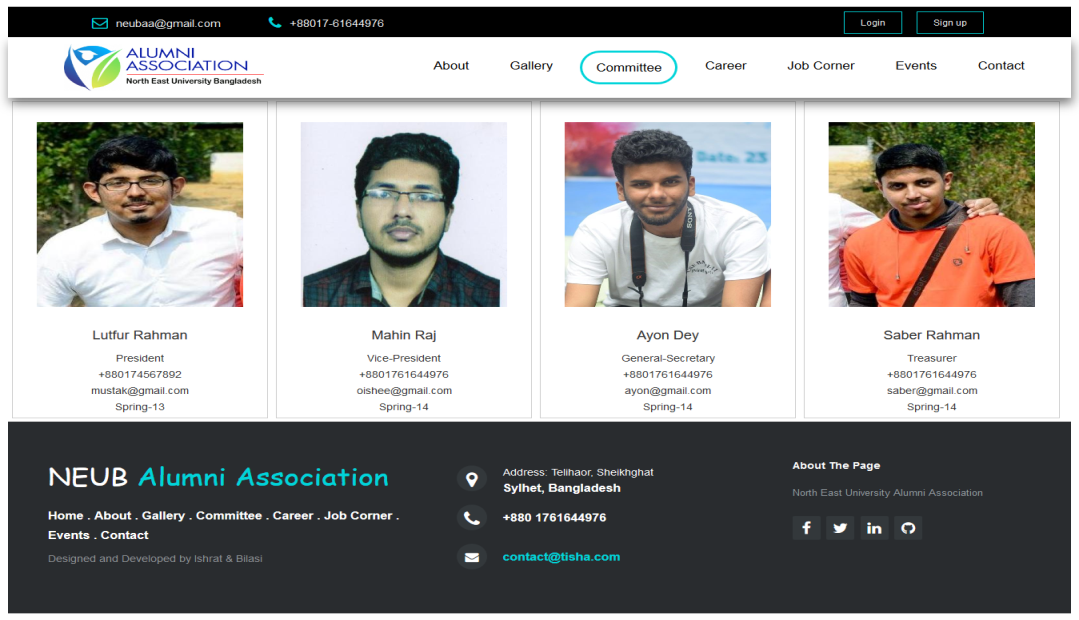 neubaa@gmail.com +88017-61644976 Login Sign up
ALUMNI
ASSOCIATION
North East University Bangladesh
About Gallery Committee Career Job Corner Events Contact
Date: 23
SONY
Lutfur Rahman
President
+880174567892
mustak@gmail.com
Spring-13
Mahin Raj
Vice-President
+8801761644976
oishee@gmail.com
Spring-14
Ayon Dey
General-Secretary
+8801761644976
ayon@gmail.com
Spring-14
Saber Rahman
Treasurer
+8801761644976
saber@gmail.com
Spring-14
NEUB Alumni Association
Home . About . Gallery . Committee . Career . Job Corner .
Events . Contact
Designed and Developed by Ishrat & Bilasi
Address: Telihaor, Sheikhghat
Sylhet, Bangladesh
+880 1761644976
contact@tisha.com
About The Page
North East University Alumni Association